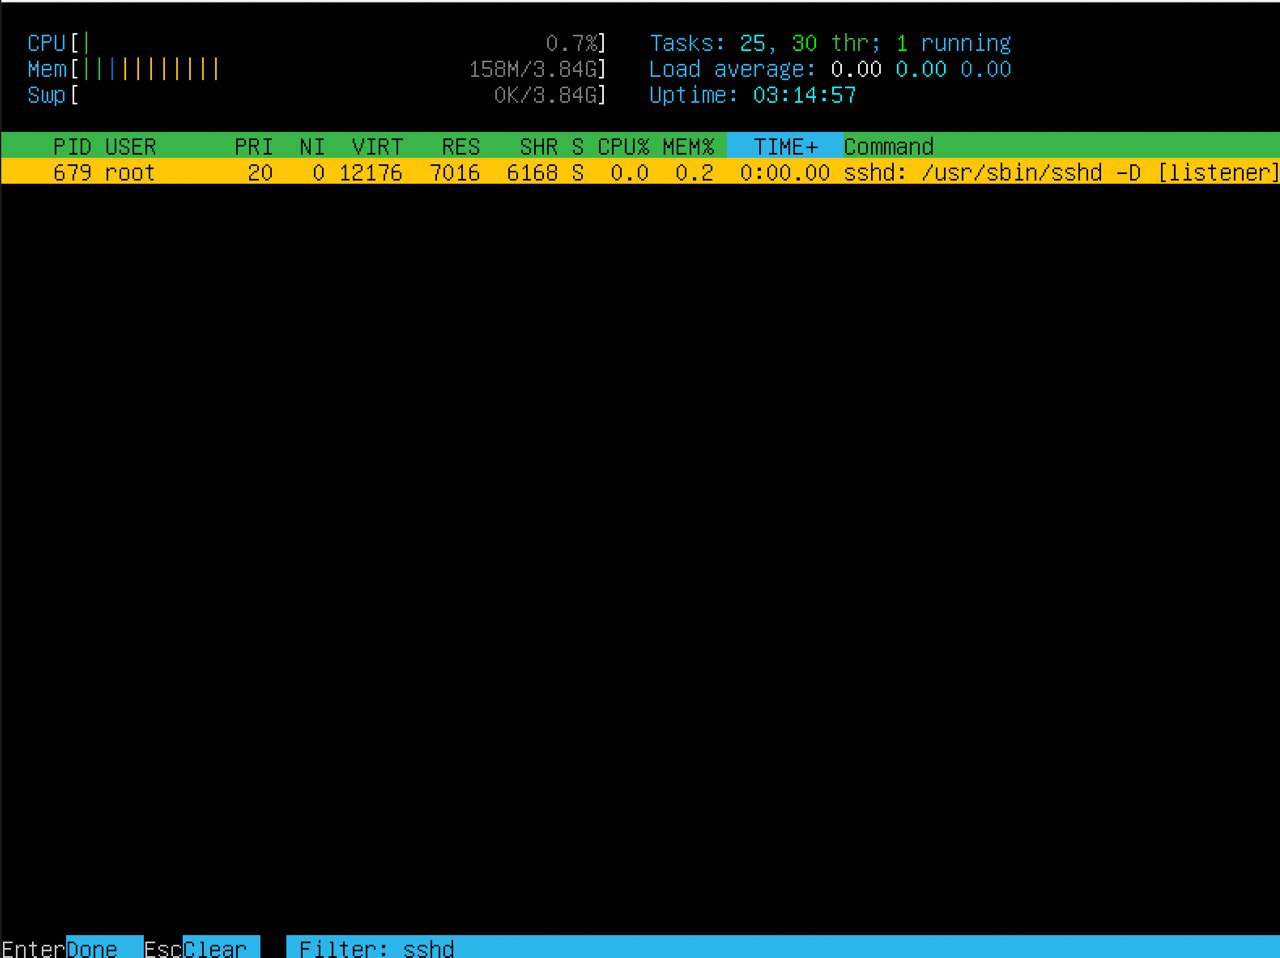 CPU[| 0.7%] Tasks: 25, 30 thr; 1 running
Mem[||||||||||| 158M/3.84G] Load average: 0.00 0.00 0.00
Swp[ 0K/3.84G] Uptime: 03:14:57
PID USER PRI NI VIRT RES SHR S CPU% MEM% TIME+ Command
679 root 20 0 12176 7016 6168 S 0.0 0.2 0:00.00 sshd: /usr/sbin/sshd -D [listener]
EnterDone EscClear Filter: sshd